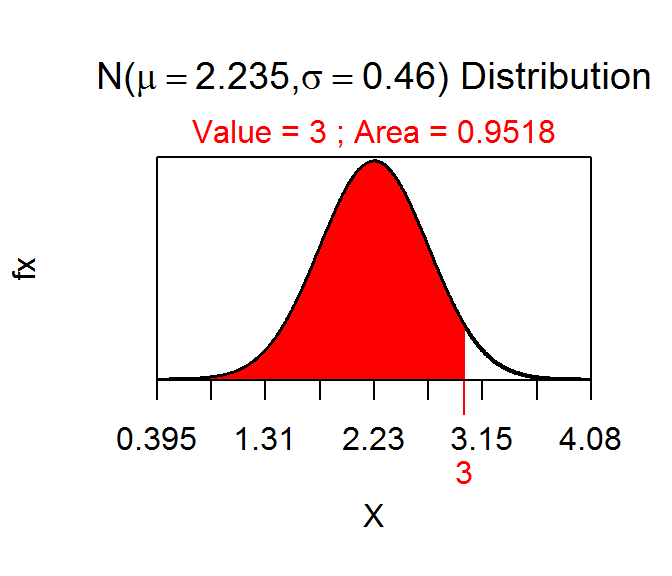 N(μ = 2.235,σ = 0.46) Distribution
Value = 3 ; Area = 0.9518
fx
0.395 1.31 2.23 3.15 4.08
3
X